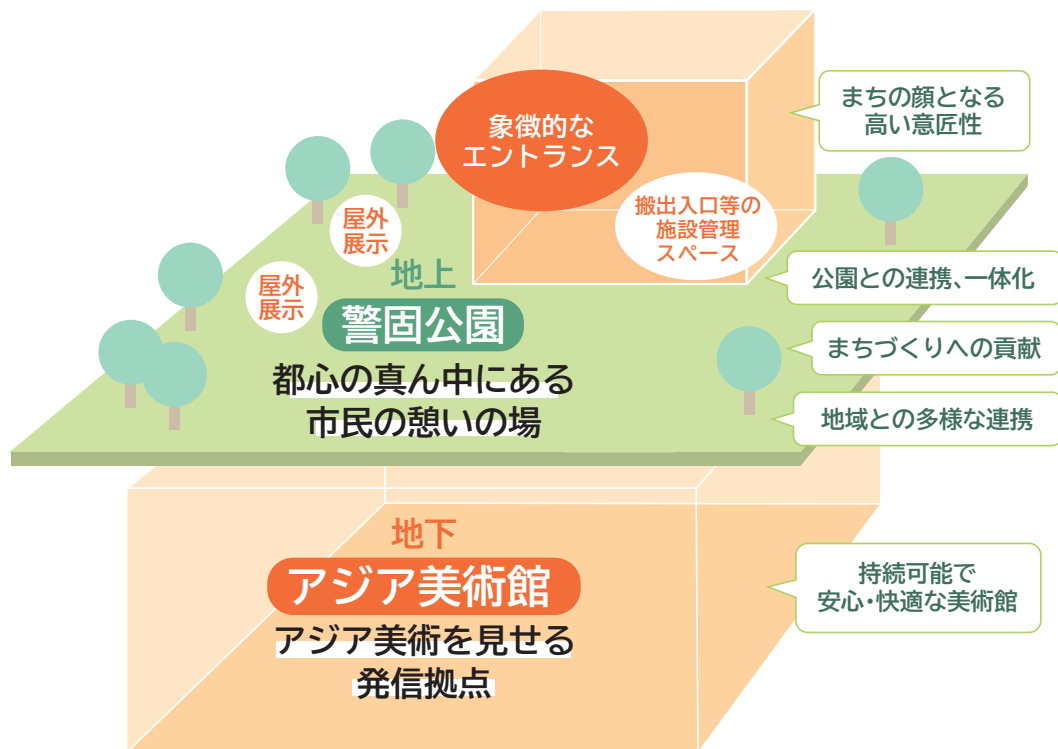 象徴的な
エントランス
まちの顔となる
高い意匠性
搬出入口等の
施設管理
スペース
屋外
展示
屋外
展示
地上
警固公園
都心の真ん中にある
市民の憩いの場
公園との連携、一体化
まちづくりへの貢献
地域との多様な連携
地下
アジア美術館
アジア美術を見せる
発信拠点
持続可能で
安心・快適な美術館